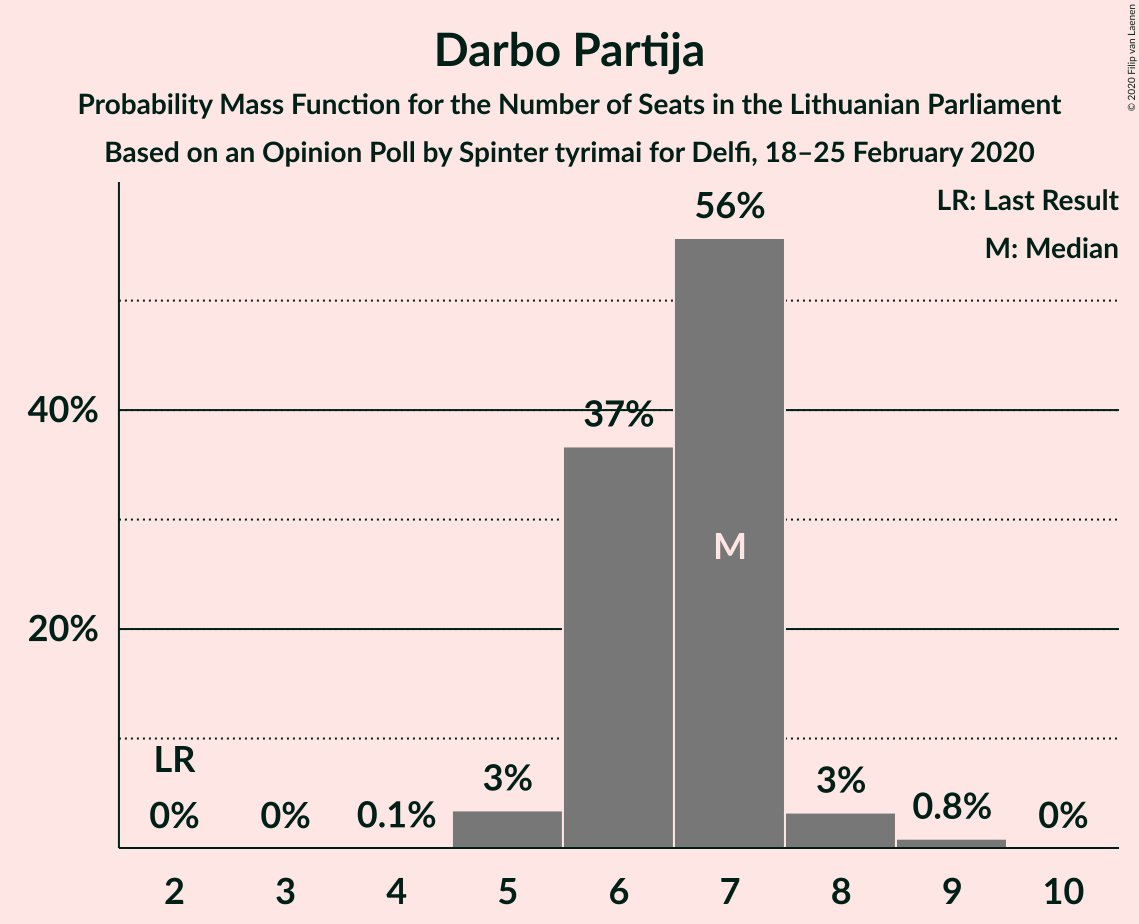 Darbo Partija
Probability Mass Function for the Number of Seats in the Lithuanian Parliament
Based on an Opinion Poll by Spinter tyrimai for Delfi, 18–25 February 2020
© 2020 Filip van Laenen
LR: Last Result
M: Median
56%
40%
37%
M
20%
LR
0%
0%
0.1%
3%
3%
0.8%
0%
2 3 4 5 6 7 8 9 10